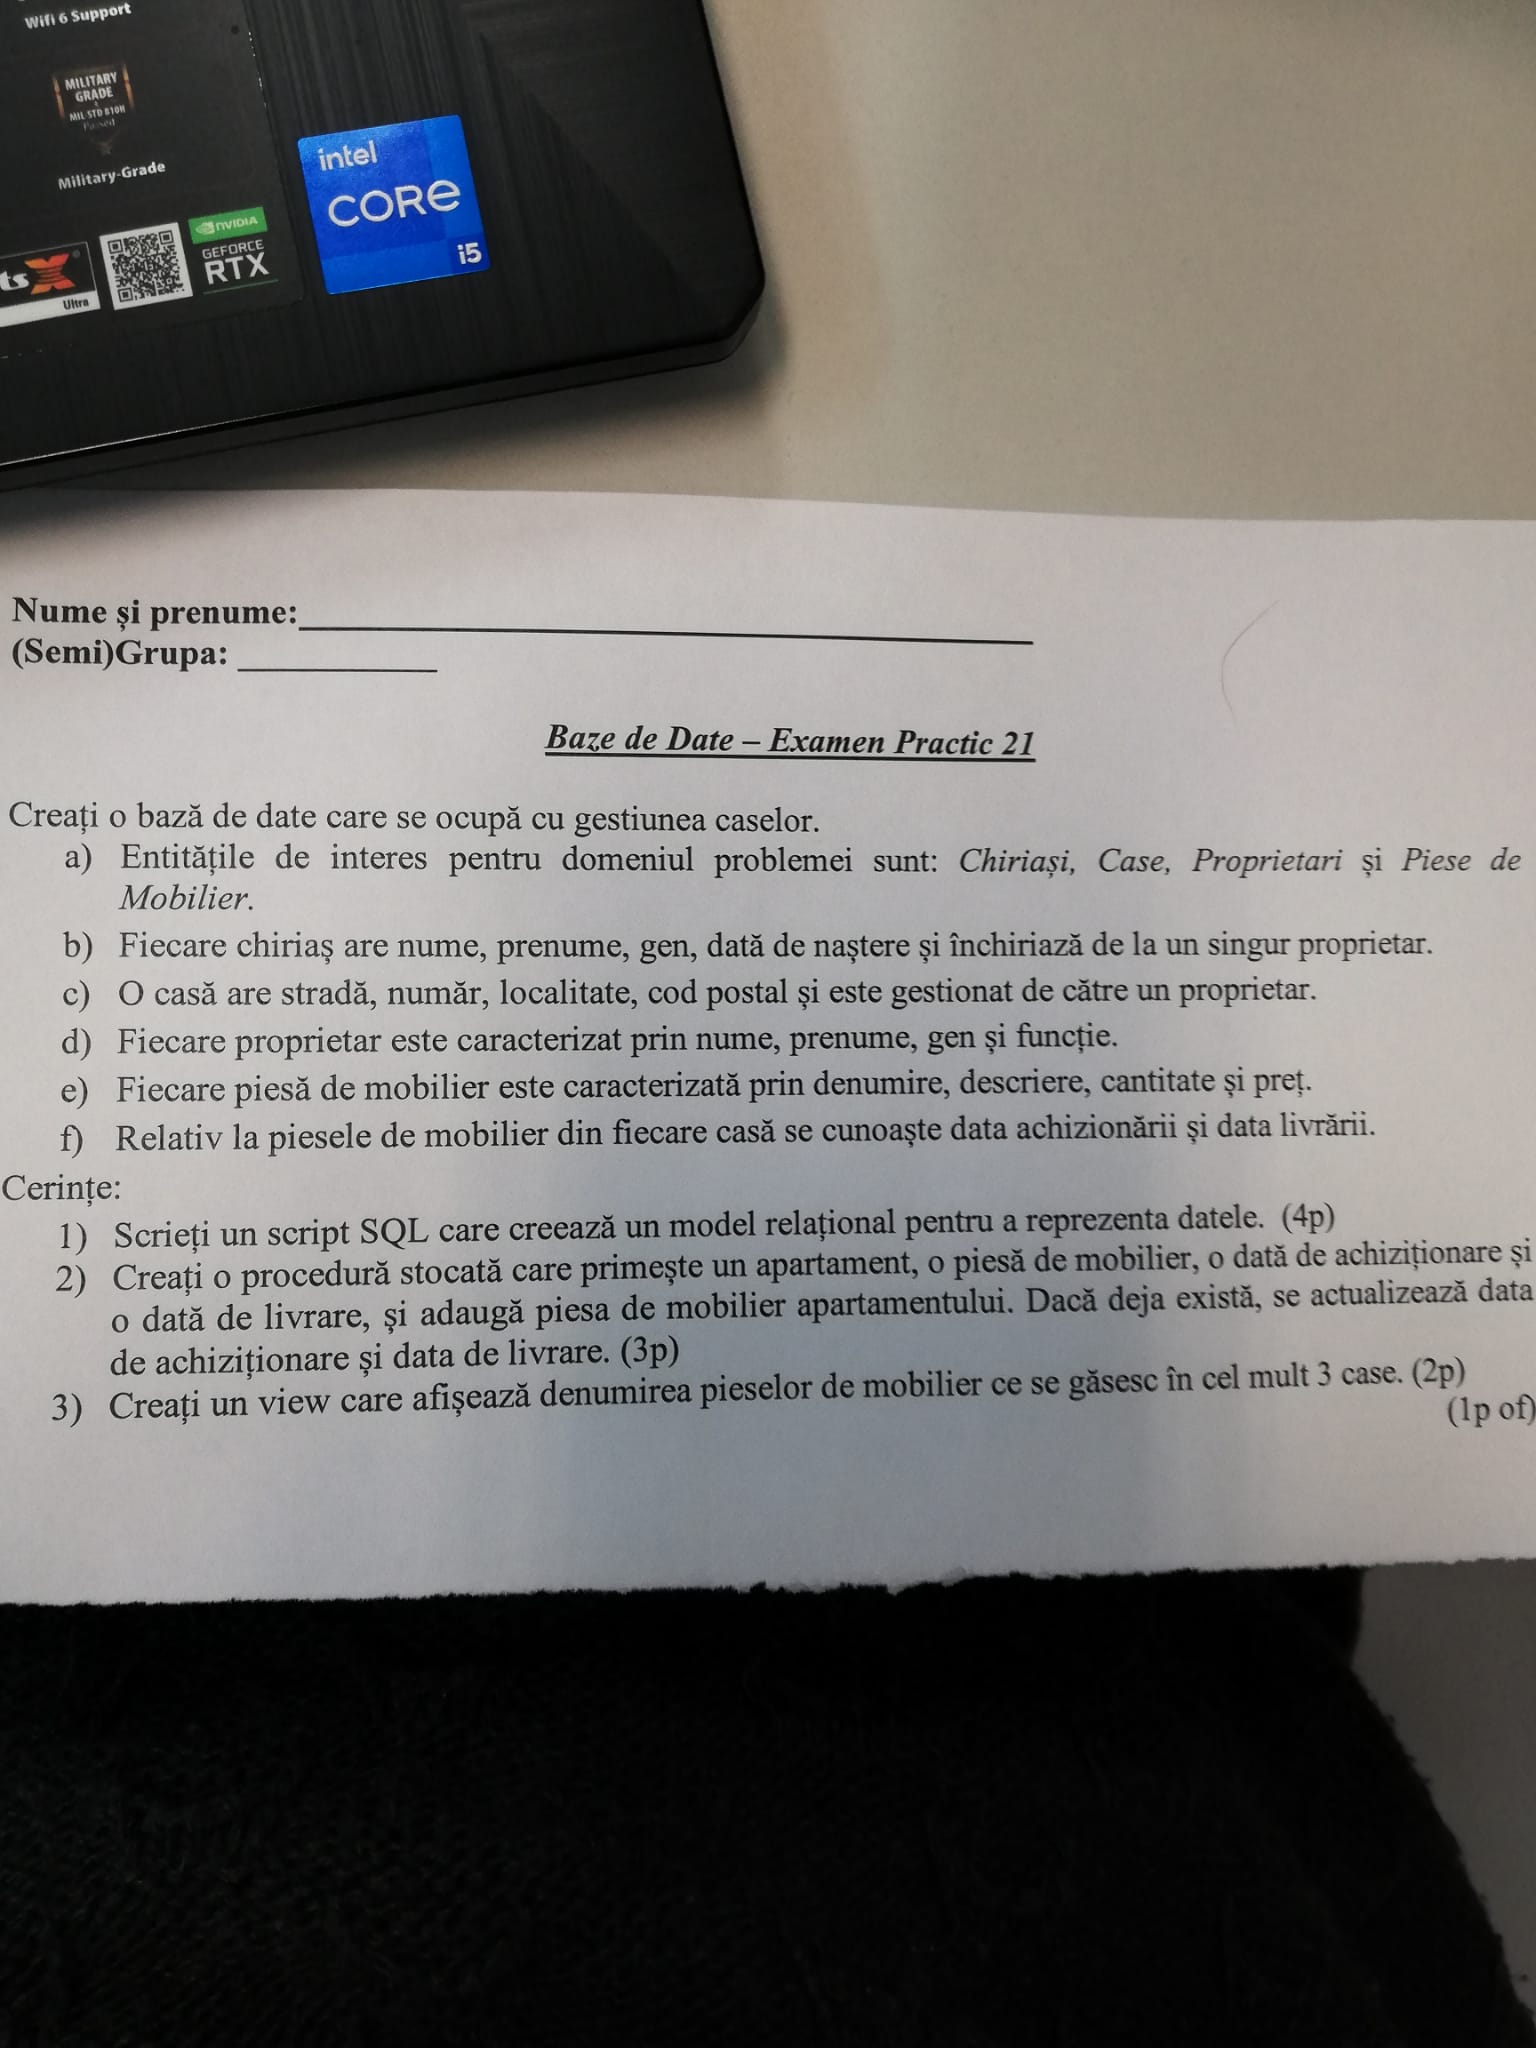 Wifi 6 Support
MILITARY
GRADE
MIL-STD 810H
Passed
Military-Grade
tsX
Ultra
NVIDIA
GEFORCE
RTX
intel
CORe
i5
Nume și prenume:
(Semi)Grupa:
Baze de Date – Examen Practic 21
Creați o bază de date care se ocupă cu gestiunea caselor.
a) Entitățile de interes pentru domeniul problemei sunt: Chiriași, Case, Proprietari și Piese de
Mobilier.
b) Fiecare chiriaș are nume, prenume, gen, dată de naștere și închiriază de la un singur proprietar.
c) O casă are stradă, număr, localitate, cod postal și este gestionat de către un proprietar.
d) Fiecare proprietar este caracterizat prin nume, prenume, gen și funcție.
e) Fiecare piesă de mobilier este caracterizată prin denumire, descriere, cantitate și preț.
f) Relativ la piesele de mobilier din fiecare casă se cunoaște data achizionării și data livrării.
Cerințe:
1) Scrieți un script SQL care creează un model relațional pentru a reprezenta datele. (4p)
2) Creați o procedură stocată care primește un apartament, o piesă de mobilier, o dată de achiziționare și
o dată de livrare, și adaugă piesa de mobilier apartamentului. Dacă deja există, se actualizează data
de achiziționare și data de livrare. (3p)
3) Creați un view care afișează denumirea pieselor de mobilier ce se găsesc în cel mult 3 case. (2p)
(1p of)